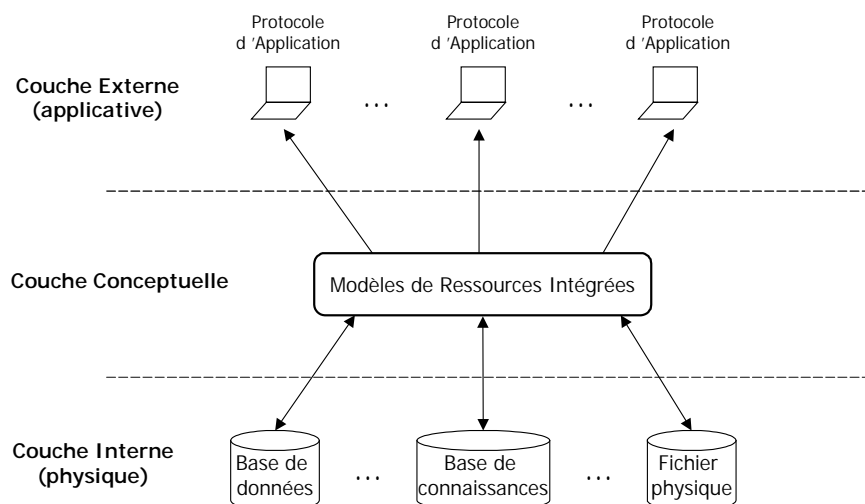 Protocole
d 'Application
Protocole
d 'Application
Protocole
d 'Application
Couche Externe
(applicative)
...
...
Couche Conceptuelle
Modèles de Ressources Intégrées
Couche Interne
(physique)
Base de
données
...
Base de
connaissances
...
Fichier
physique